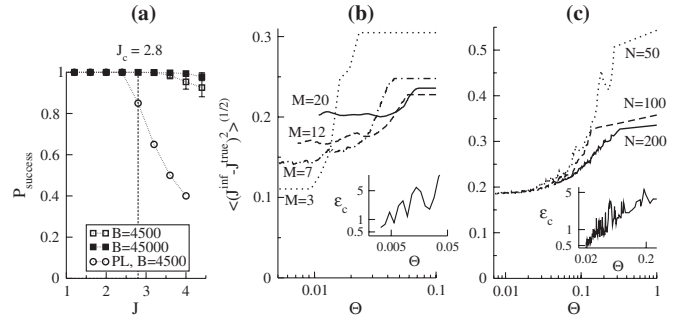 (a)
J_c = 2.8
1
0.8
0.6
0.4
0.2
0
P_success
B=4500
B=45000
PL, B=4500
1
2
3
4
J
(b)
0.3
0.2
0.1
0
<(J^inf-J^true)^2>^(1/2)
M=20
M=12
M=7
M=3
0.01
0.1
Θ
ε_c
5
1
0.5
0.005
0.05
Θ
(c)
0.5
0.4
0.3
0.2
0.1
0
N=50
N=100
N=200
0.01
0.1
1
Θ
ε_c
5
1
0.5
0.02
0.2
Θ